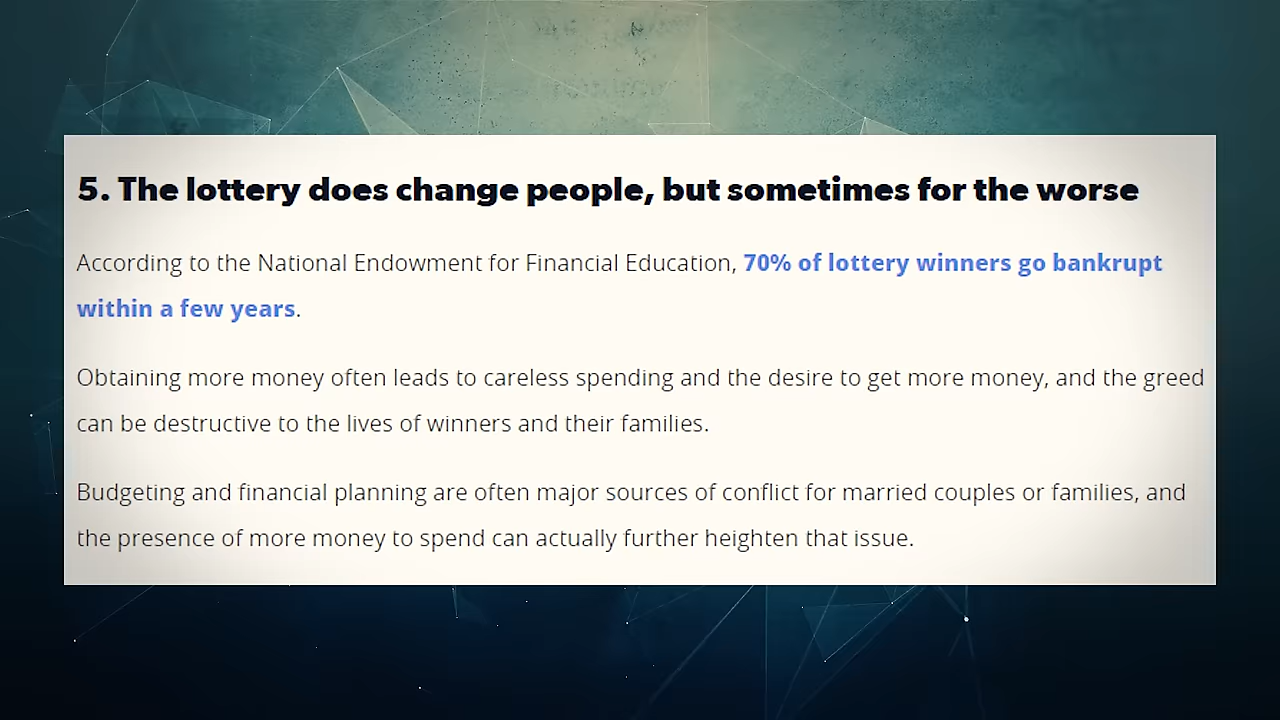 5. The lottery does change people, but sometimes for the worse
According to the National Endowment for Financial Education, 70% of lottery winners go bankrupt
within a few years.
Obtaining more money often leads to careless spending and the desire to get more money, and the greed
can be destructive to the lives of winners and their families.
Budgeting and financial planning are often major sources of conflict for married couples or families, and
the presence of more money to spend can actually further heighten that issue.